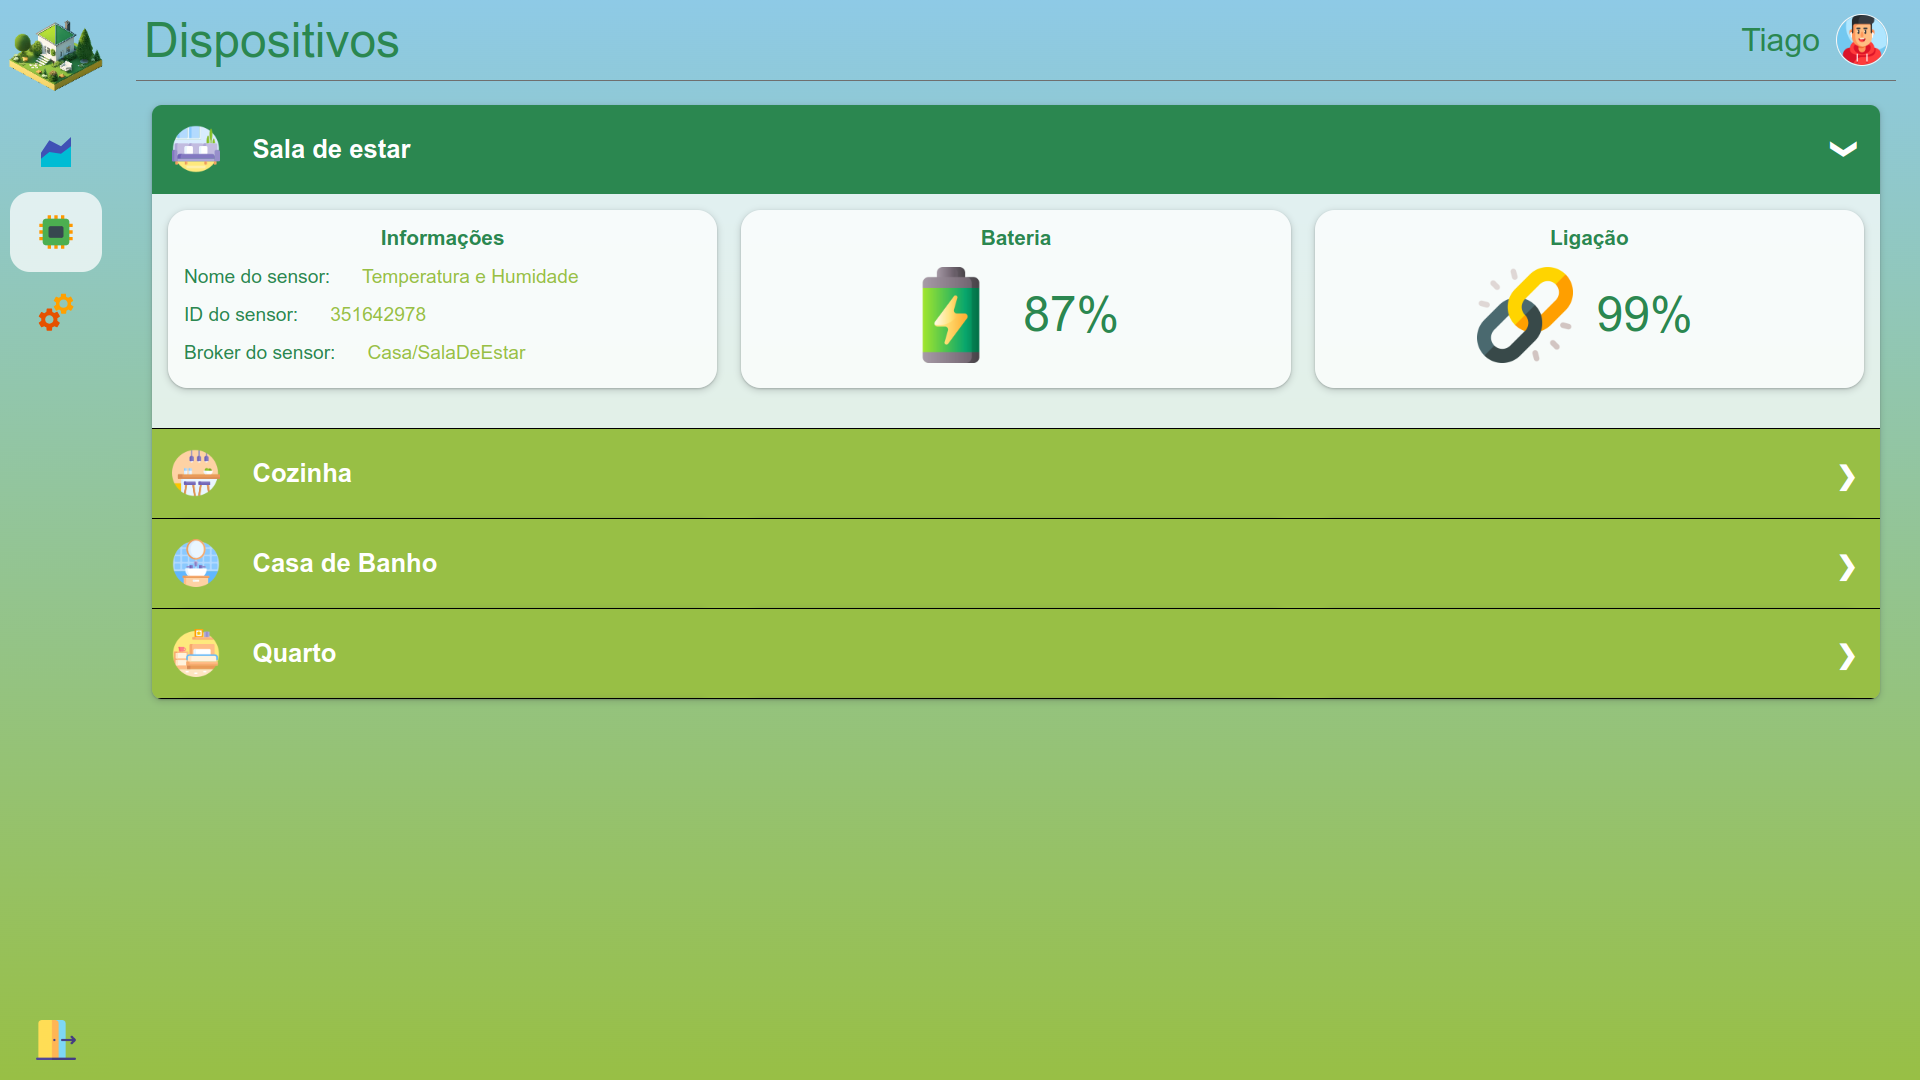 Dispositivos
Tiago
Sala de estar
Informações
Nome do sensor: Temperatura e Humidade
ID do sensor: 351642978
Broker do sensor: Casa/SalaDeEstar
Bateria
87%
Ligação
99%
Cozinha
Casa de Banho
Quarto